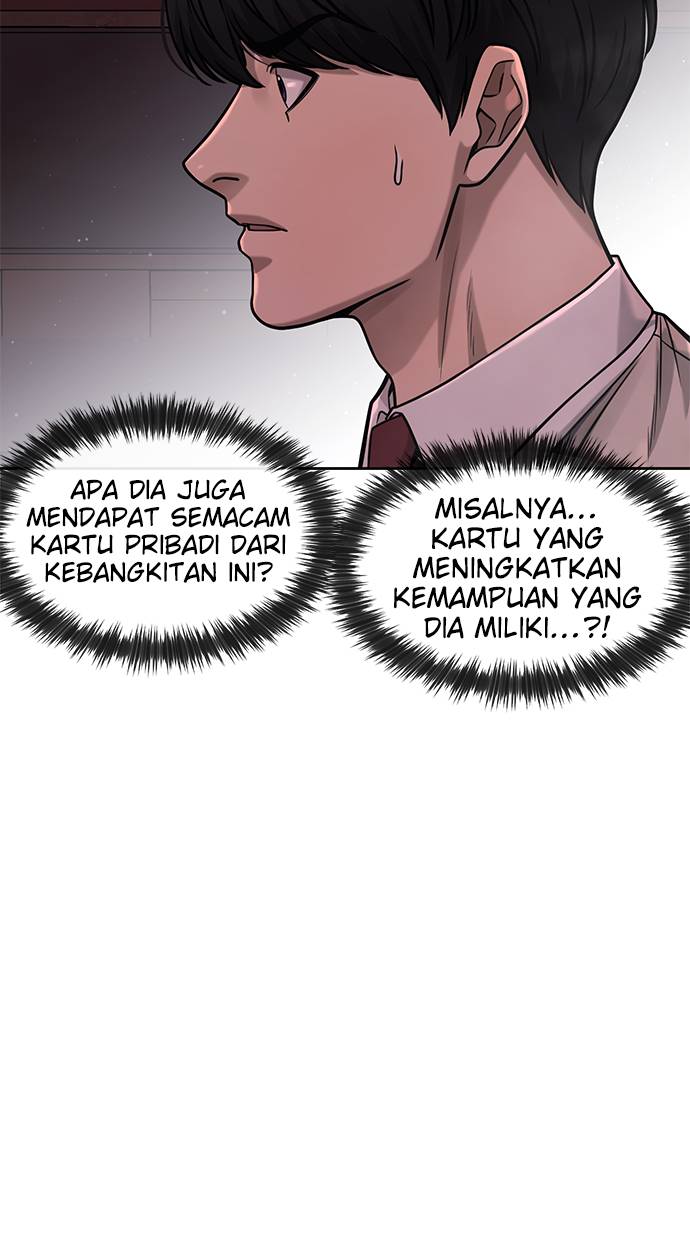 APA DIA JUGA
MENDAPAT SEMACAM
KARTU PRIBADI DARI
KEBANGKITAN INI?
MISALNYA...
KARTU YANG
MENINGKATKAN
KEMAMPUAN YANG
DIA MILIKI...?!